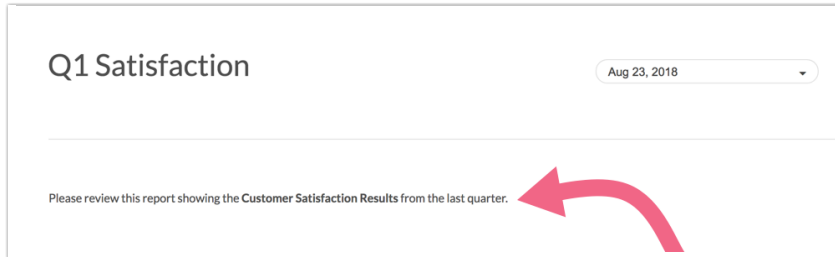 Q1 Satisfaction
Aug 23, 2018
Please review this report showing the Customer Satisfaction Results from the last quarter.